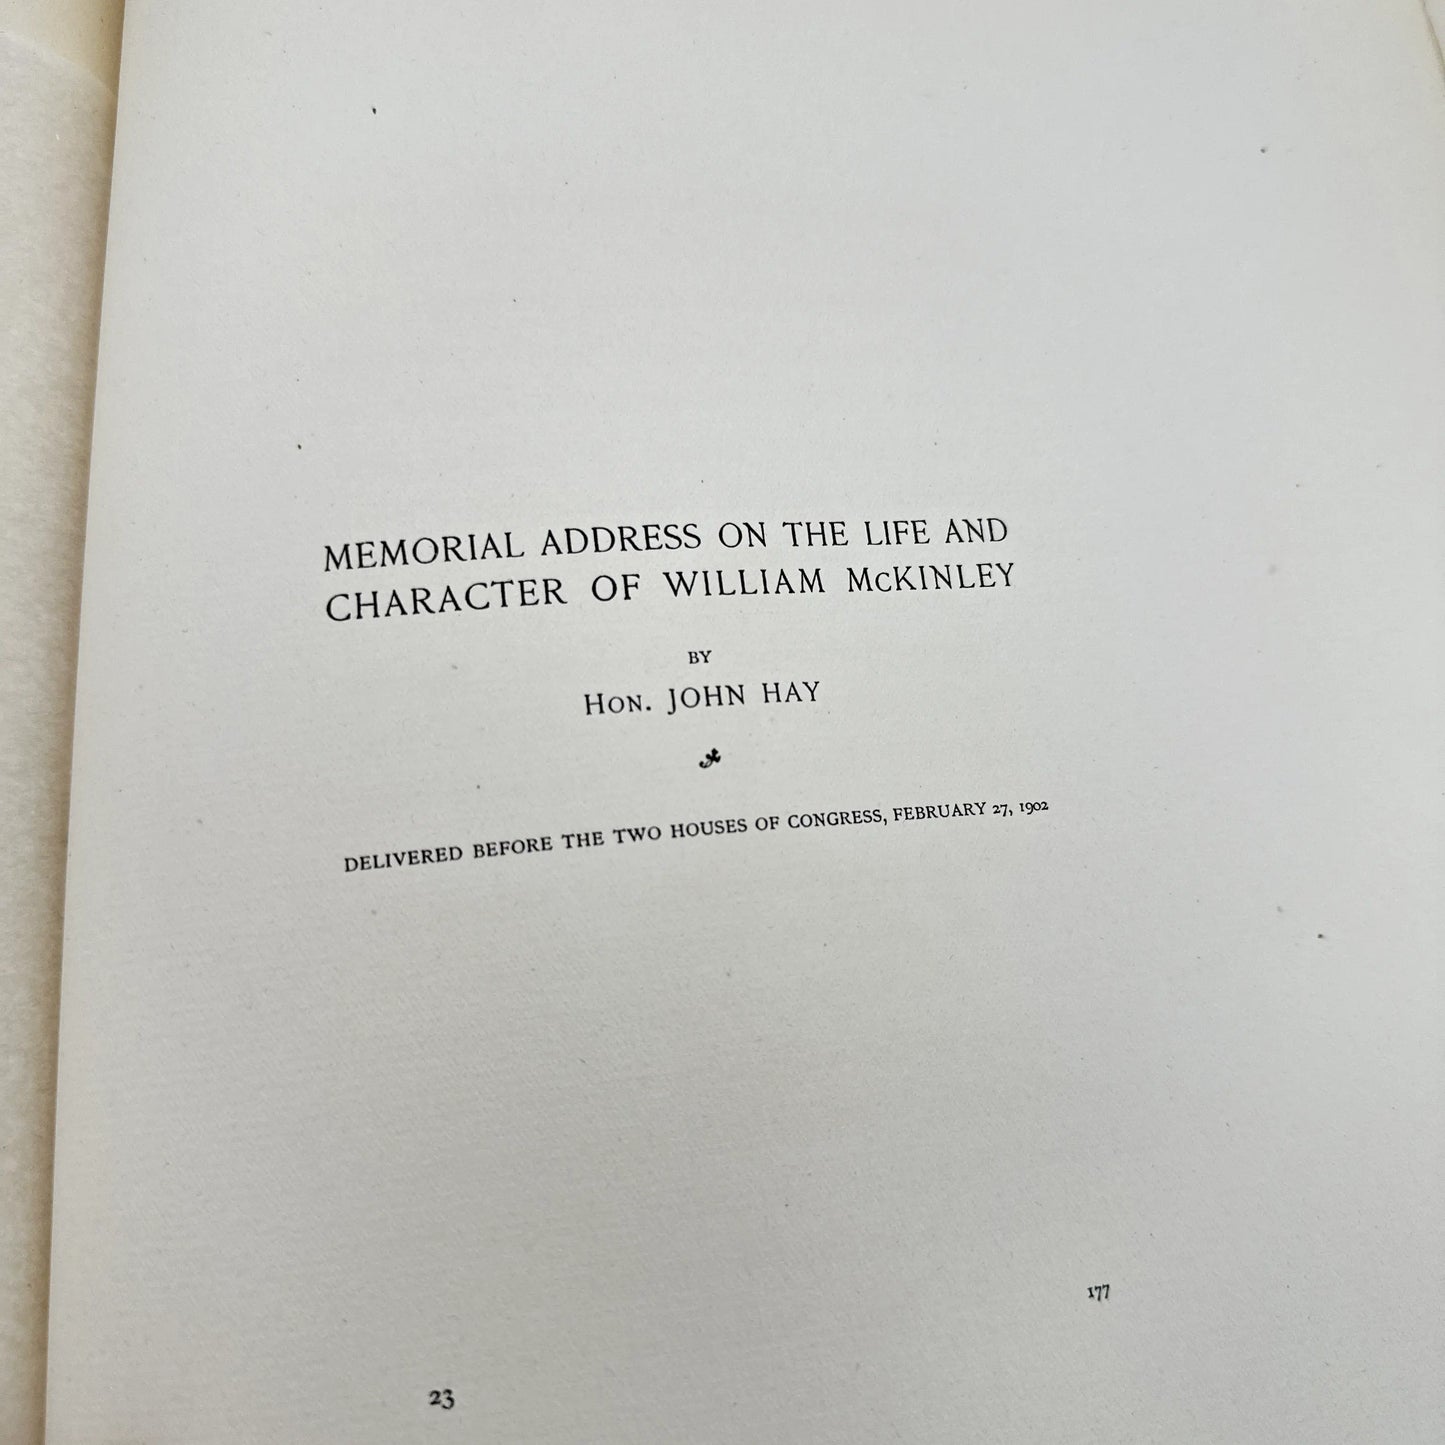 MEMORIAL ADDRESS ON THE LIFE AND
CHARACTER OF WILLIAM McKINLEY
BY
HON. JOHN HAY
DELIVERED BEFORE THE TWO HOUSES OF CONGRESS, FEBRUARY 27, 1902
177
23